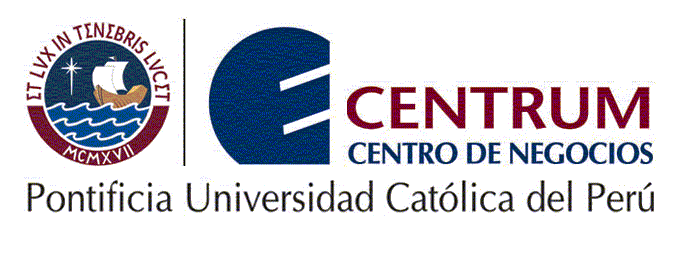 ET LVX IN TENEBRIS LVCET
MCMXVII
CENTRUM
CENTRO DE NEGOCIOS
Pontificia Universidad Católica del Perú